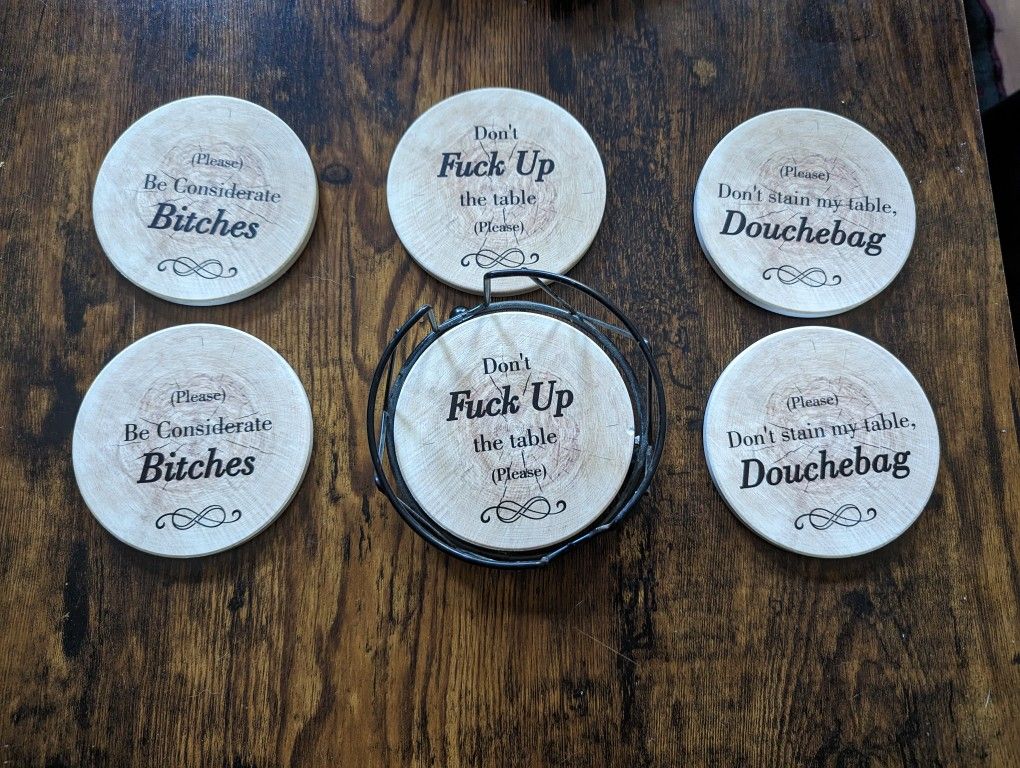 (Please)
Be Considerate
Bitches
Don't
Fuck Up
the table
(Please)
(Please)
Don't stain my table,
Douchebag
(Please)
Be Considerate
Bitches
Don't
Fuck Up
the table
(Please)
(Please)
Don't stain my table,
Douchebag